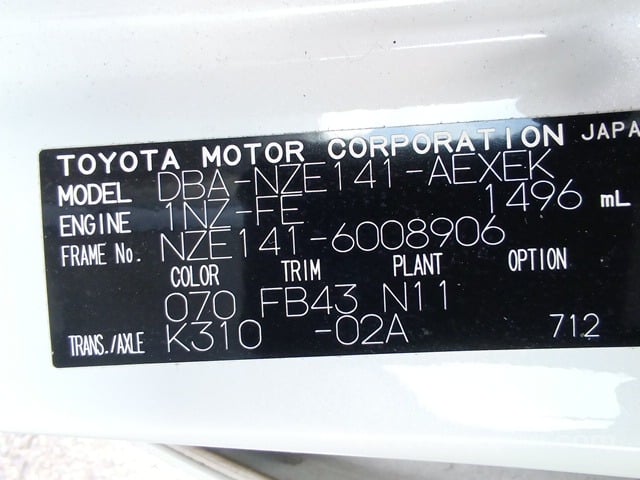 TOYOTA MOTOR CORPORATION JAPA
MODEL DBA-NZE141-AEXEK
ENGINE 1NZ-FE 1496 mL
FRAME No. NZE141-6008906
COLOR TRIM PLANT OPTION
070 FB43 N11
TRANS./AXLE K310 -02A 712